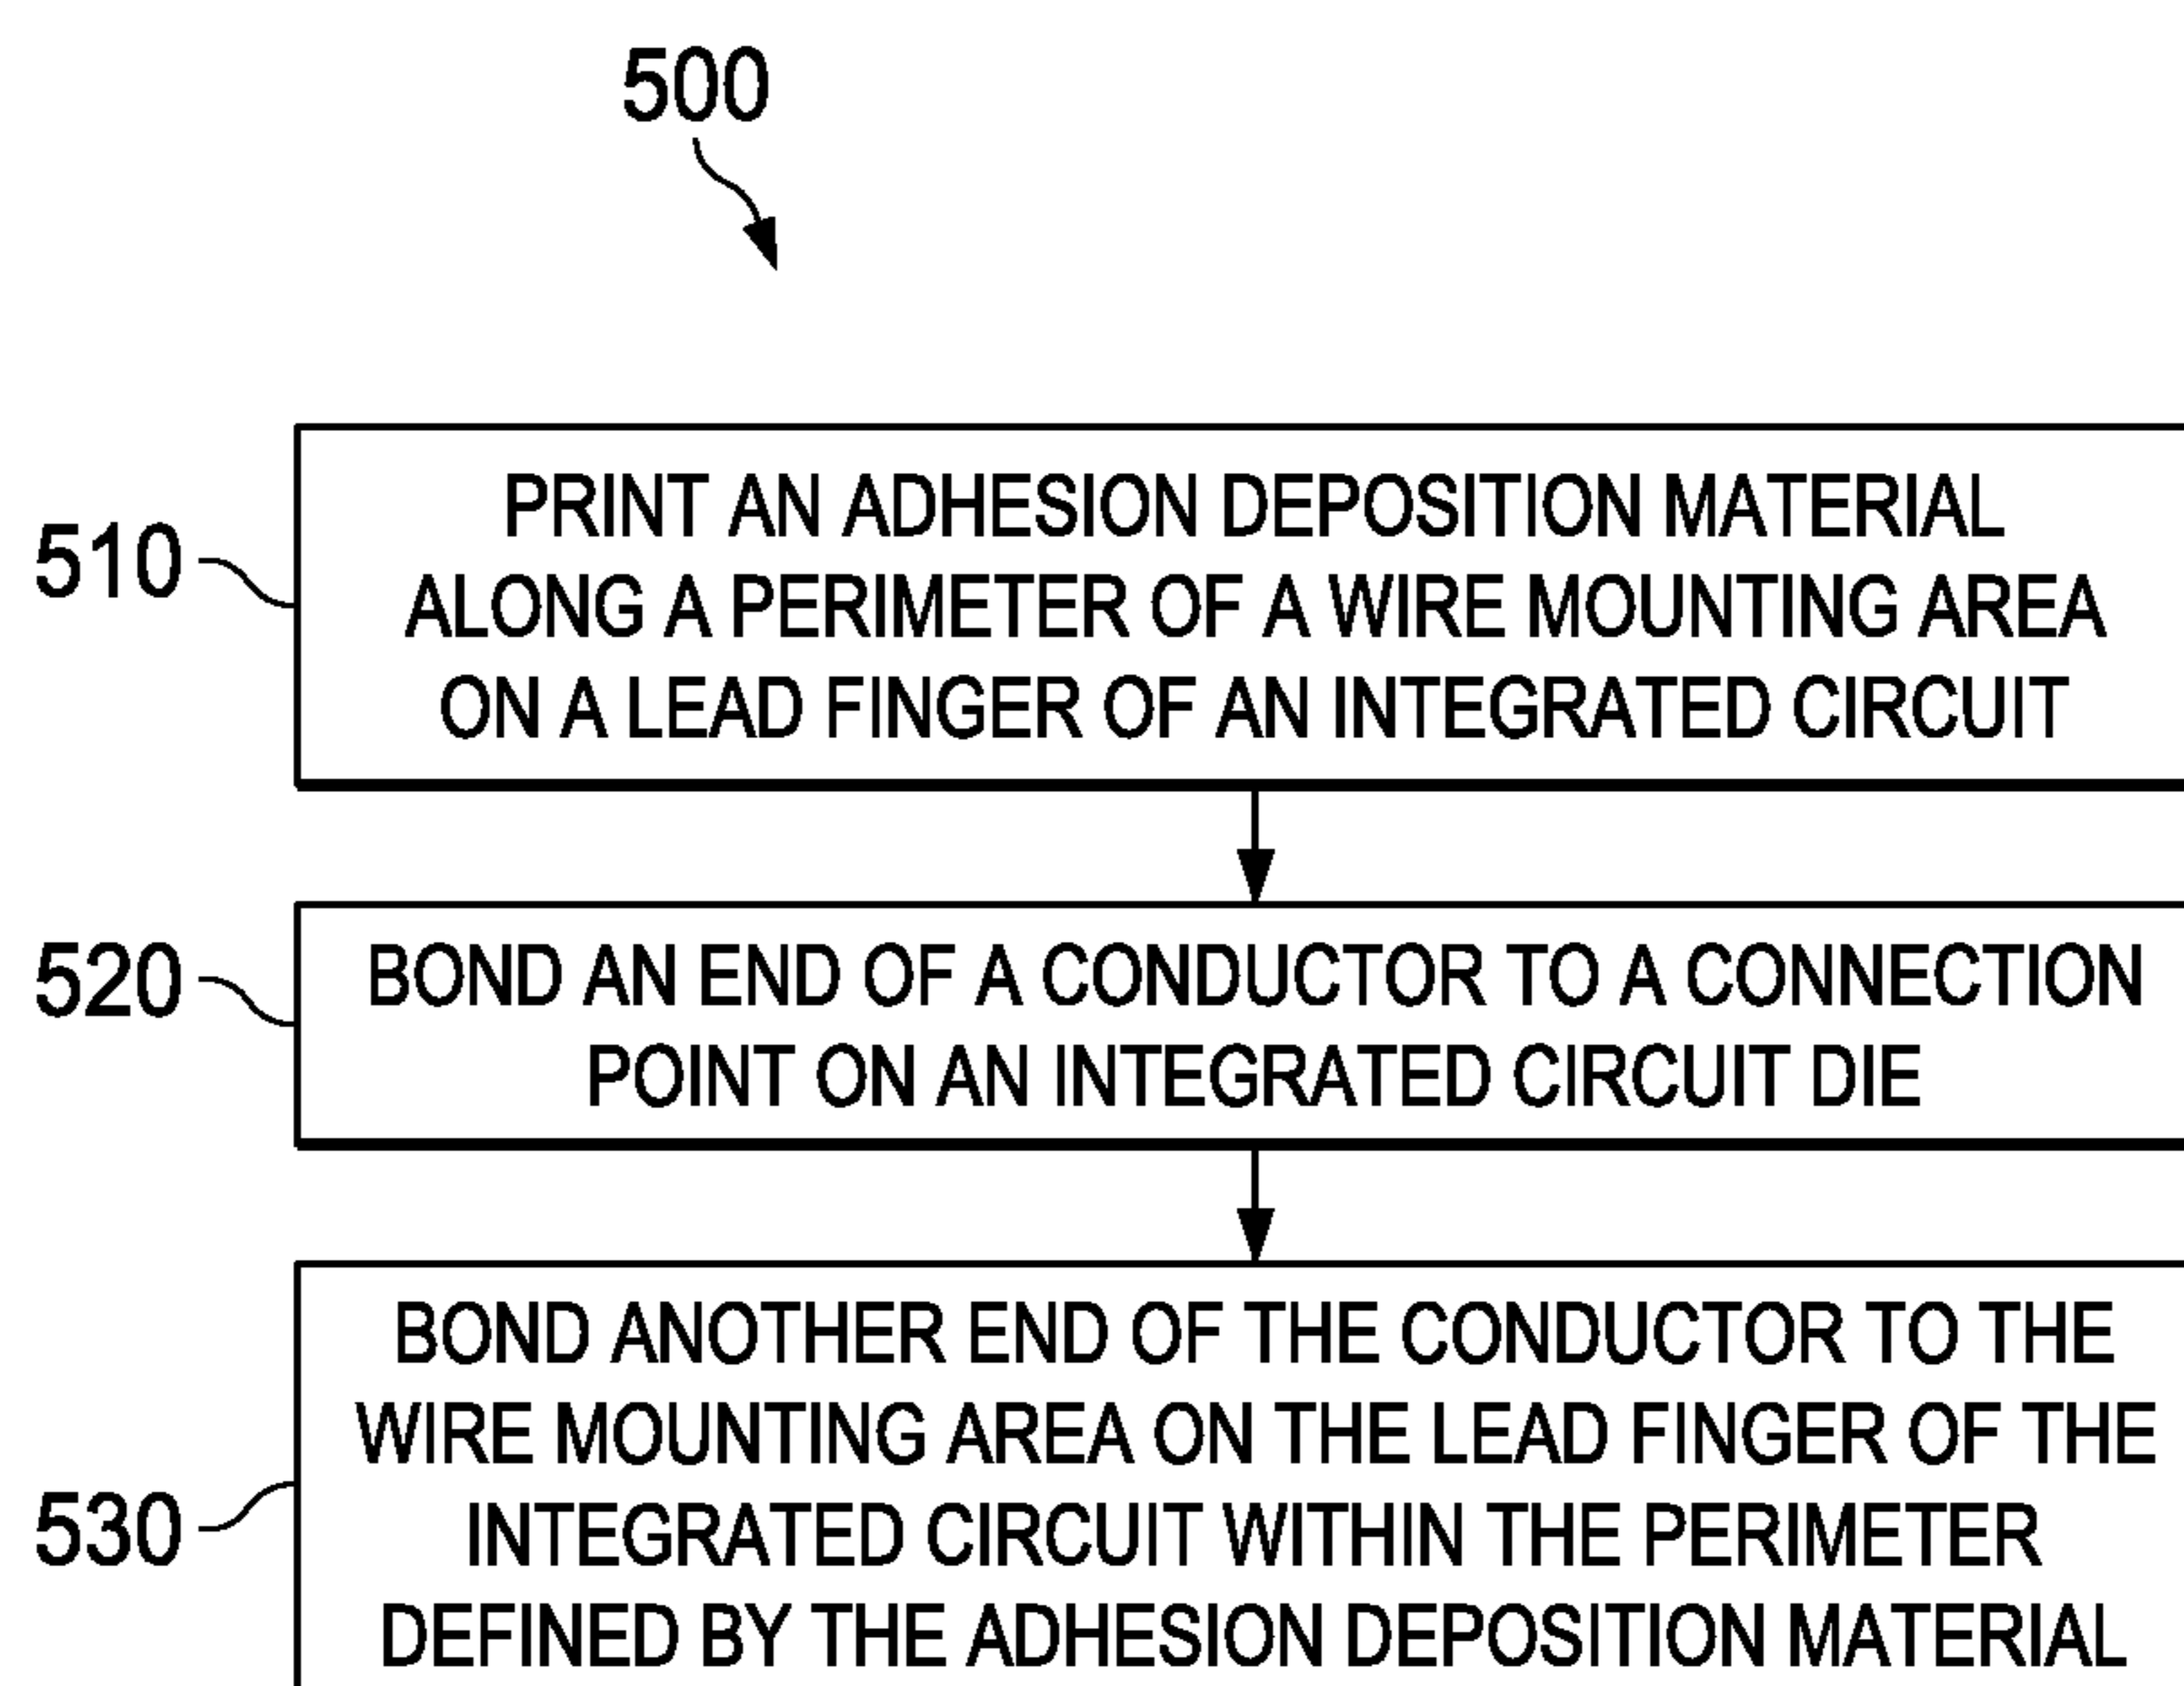 500
510
PRINT AN ADHESION DEPOSITION MATERIAL
ALONG A PERIMETER OF A WIRE MOUNTING AREA
ON A LEAD FINGER OF AN INTEGRATED CIRCUIT
520
BOND AN END OF A CONDUCTOR TO A CONNECTION
POINT ON AN INTEGRATED CIRCUIT DIE
530
BOND ANOTHER END OF THE CONDUCTOR TO THE
WIRE MOUNTING AREA ON THE LEAD FINGER OF THE
INTEGRATED CIRCUIT WITHIN THE PERIMETER
DEFINED BY THE ADHESION DEPOSITION MATERIAL